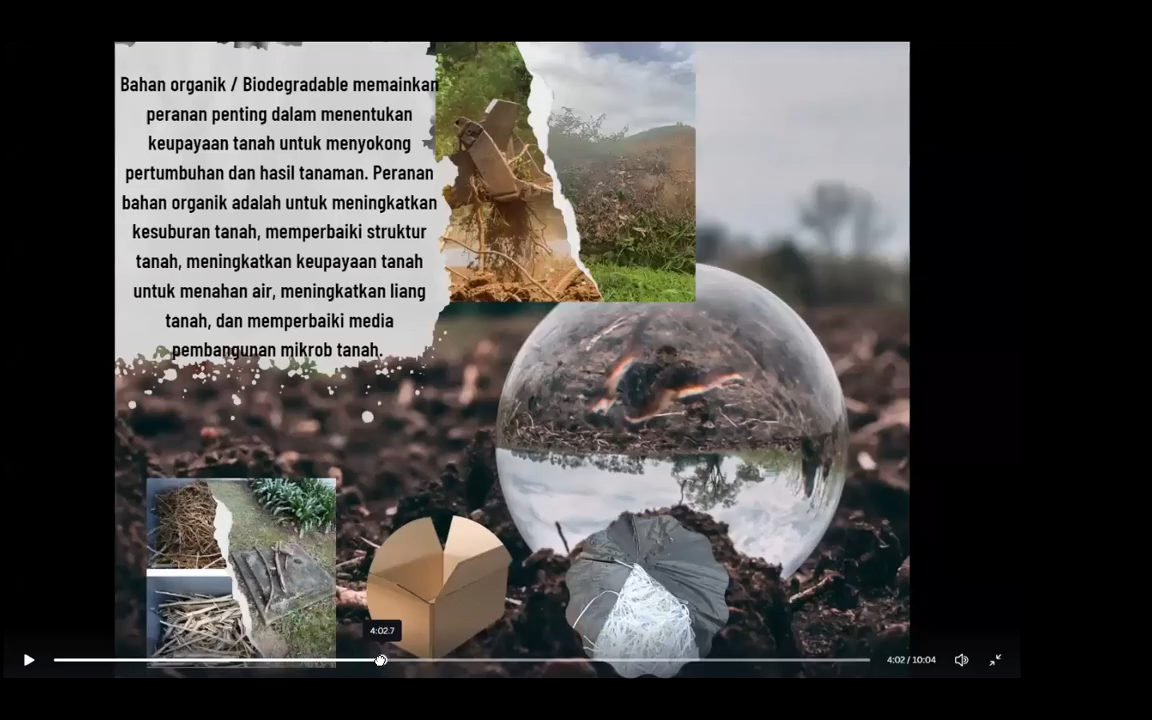 Bahan organik / Biodegradable memainkan
peranan penting dalam menentukan
keupayaan tanah untuk menyokong
pertumbuhan dan hasil tanaman. Peranan
bahan organik adalah untuk meningkatkan
kesuburan tanah, memperbaiki struktur
tanah, meningkatkan keupayaan tanah
untuk menahan air, meningkatkan liang
tanah, dan memperbaiki media
pembangunan mikrob tanah.
4:02.7
4:02 / 10:04